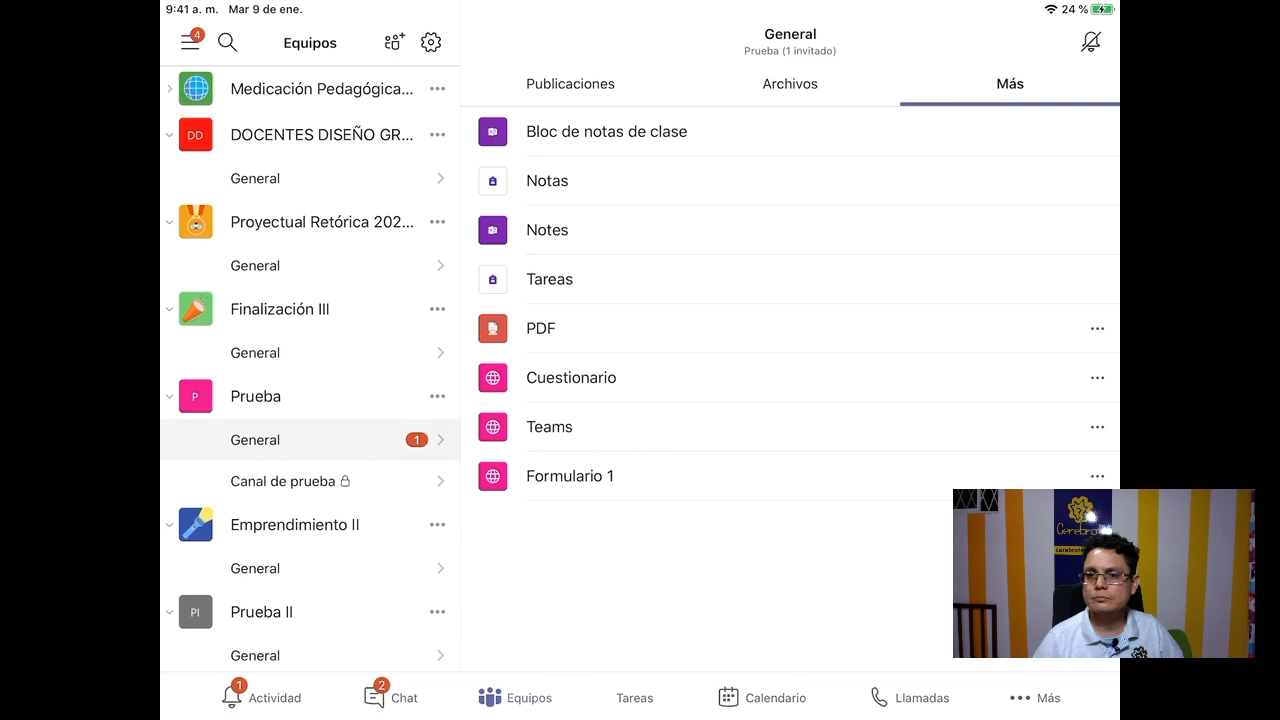 9:41 a. m. Mar 9 de ene.
24 %
4
Equipos
General
Prueba (1 invitado)
Publicaciones
Archivos
Más
Medicación Pedagógica...
DD
DOCENTES DISEÑO GR...
General
Proyectual Retórica 202...
General
Finalización III
General
P
Prueba
General
1
Canal de prueba
Emprendimiento II
General
PI
Prueba II
General
Bloc de notas de clase
Notas
Notes
Tareas
PDF
Cuestionario
Teams
Formulario 1
1
Actividad
2
Chat
Equipos
Tareas
Calendario
Llamadas
Más